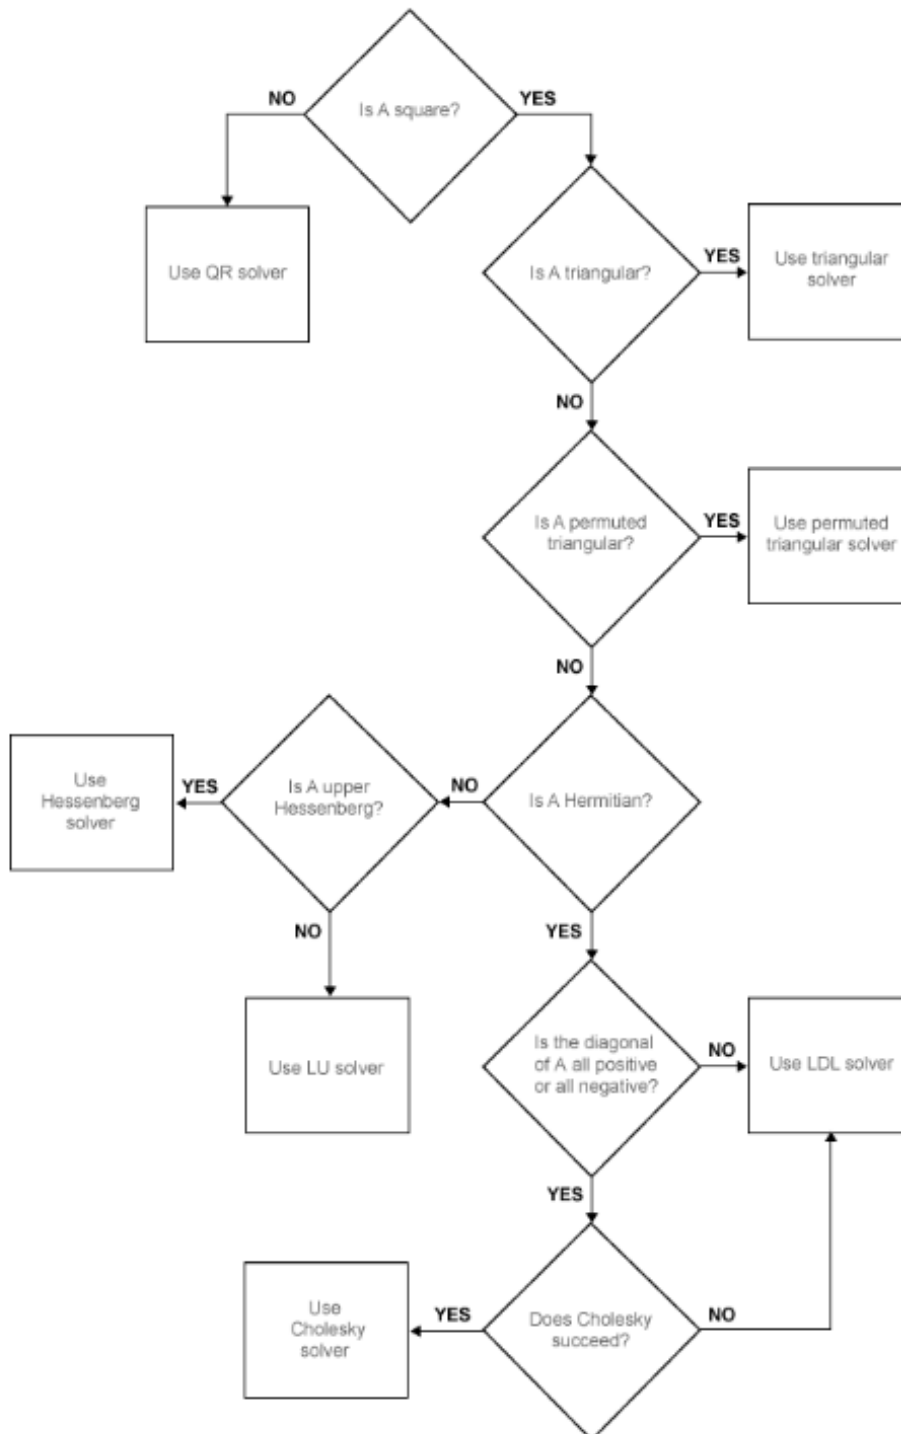 NO
Is A square?
YES
Use QR solver
Is A triangular?
YES
Use triangular
solver
NO
Is A permuted
triangular?
YES
Use permuted
triangular solver
NO
Use
Hessenberg
solver
YES
Is A upper
Hessenberg?
NO
Is A Hermitian?
NO
YES
Use LU solver
Is the diagonal
of A all positive
or all negative?
NO
Use LDL solver
YES
Use
Cholesky
solver
YES
Does Cholesky
succeed?
NO